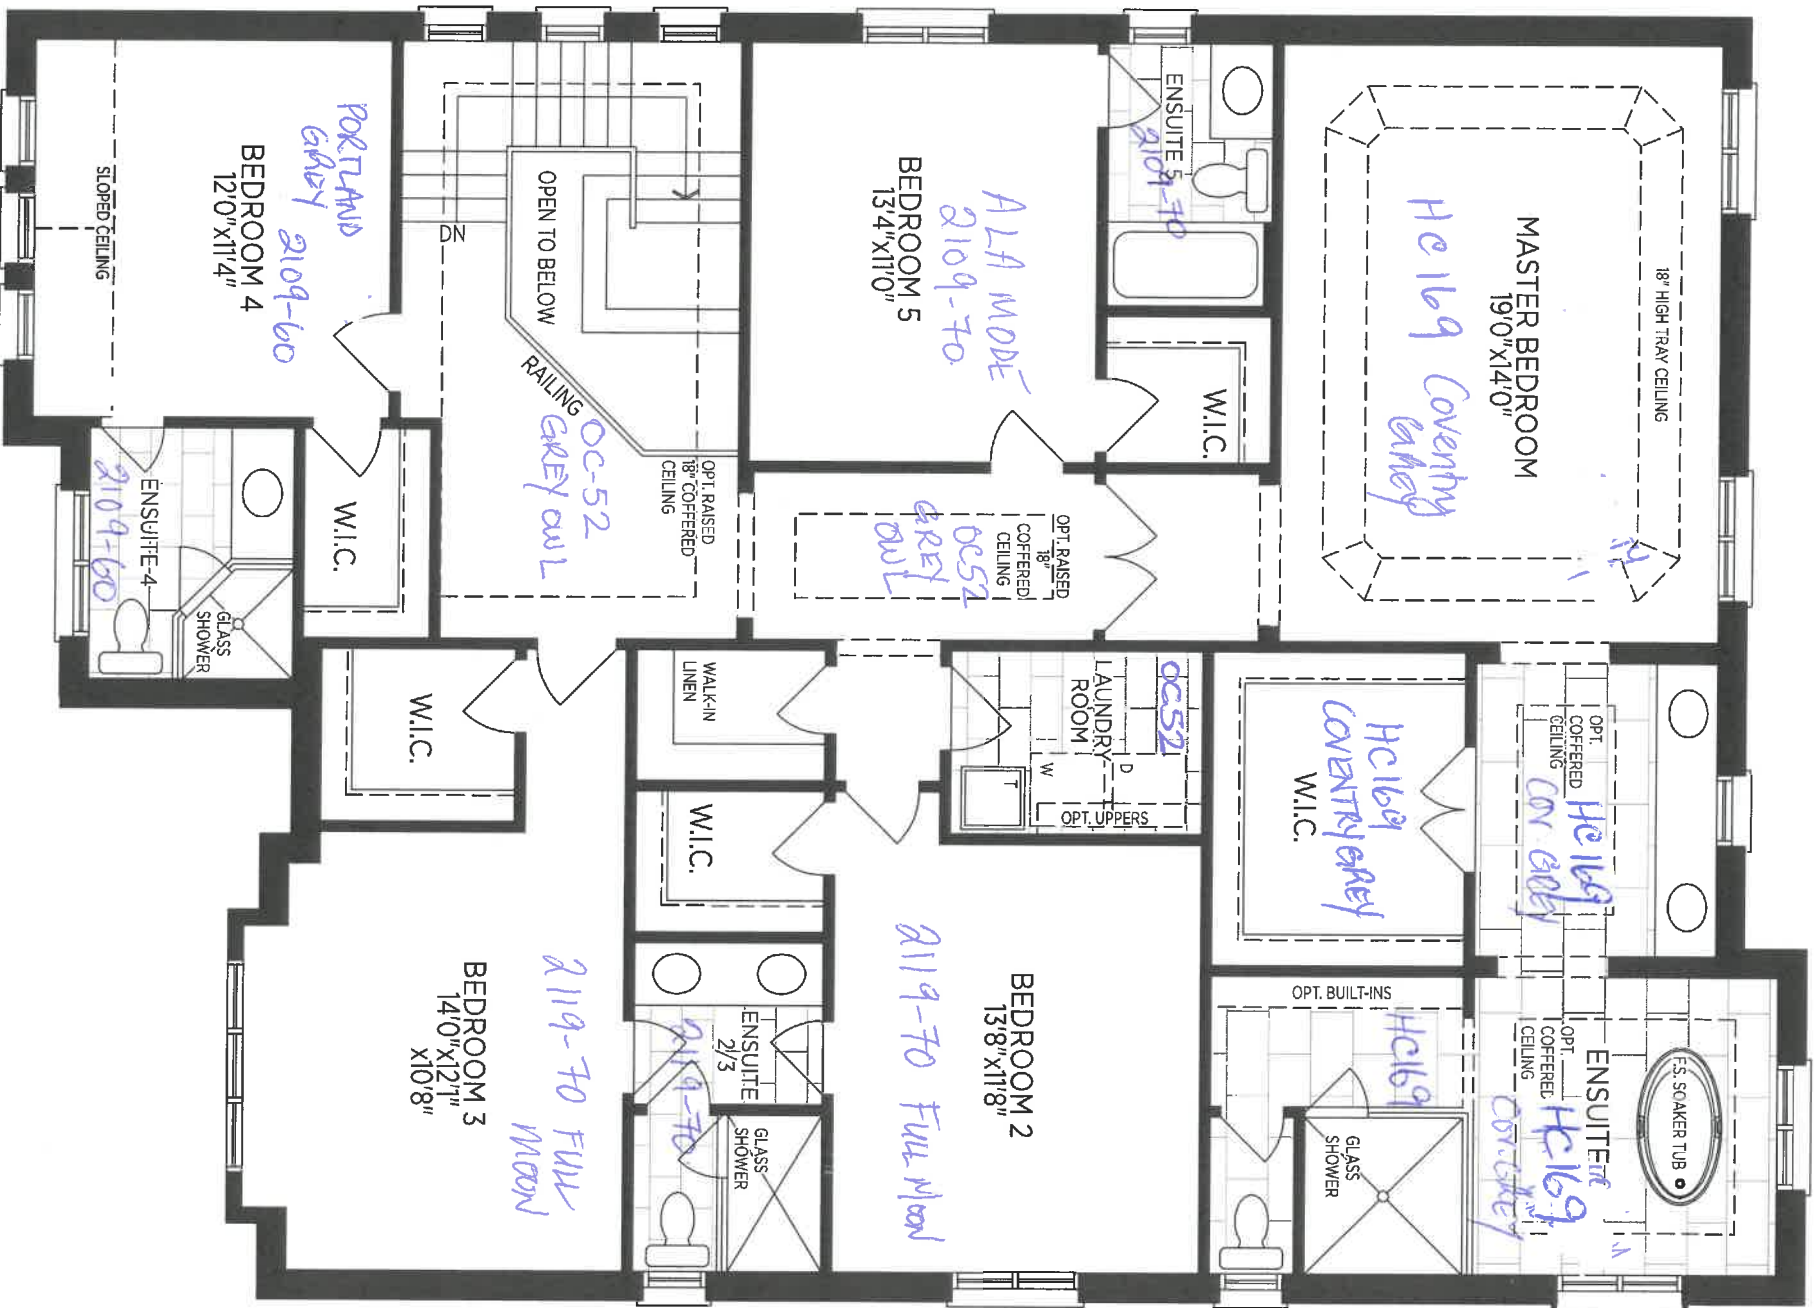 MASTER BEDROOM
19'0"x14'0"
18" HIGH TRAY CEILING
HC169 Coventry
Grey
ENSUITE 5
2109-70
BEDROOM 5
13'4"x11'0"
ALA MODE
2109-70
W.I.C.
OPEN TO BELOW
DN
RAILING
OC-52
GREY OWL
OPT. RAISED
18" COFFERED
CEILING
PORTLAND
GREY 2109-60
BEDROOM 4
12'0"x11'4"
SLOPED CEILING
W.I.C.
ENSUITE-4
2109-60
GLASS
SHOWER
OPT. RAISED
18"
COFFERED
CEILING
OC52
GREY
OWL
OC52
LAUNDRY
ROOM
W
D
OPT. UPPERS
WALK-IN
LINEN
W.I.C.
W.I.C.
HC169
COVENTRY GREY
W.I.C.
OPT.
COFFERED
CEILING
HC169
COV. GREY
F.S. SOAKER TUB
ENSUITE
OPT.
COFFERED
CEILING
HC169
COV. GREY
OPT. BUILT-INS
HC169
GLASS
SHOWER
BEDROOM 2
13'8"x11'8"
2119-70 FULL MOON
ENSUITE
2/3
2119-70
GLASS
SHOWER
2119-70 FULL
MOON
BEDROOM 3
14'0"x12'1"
x10'8"